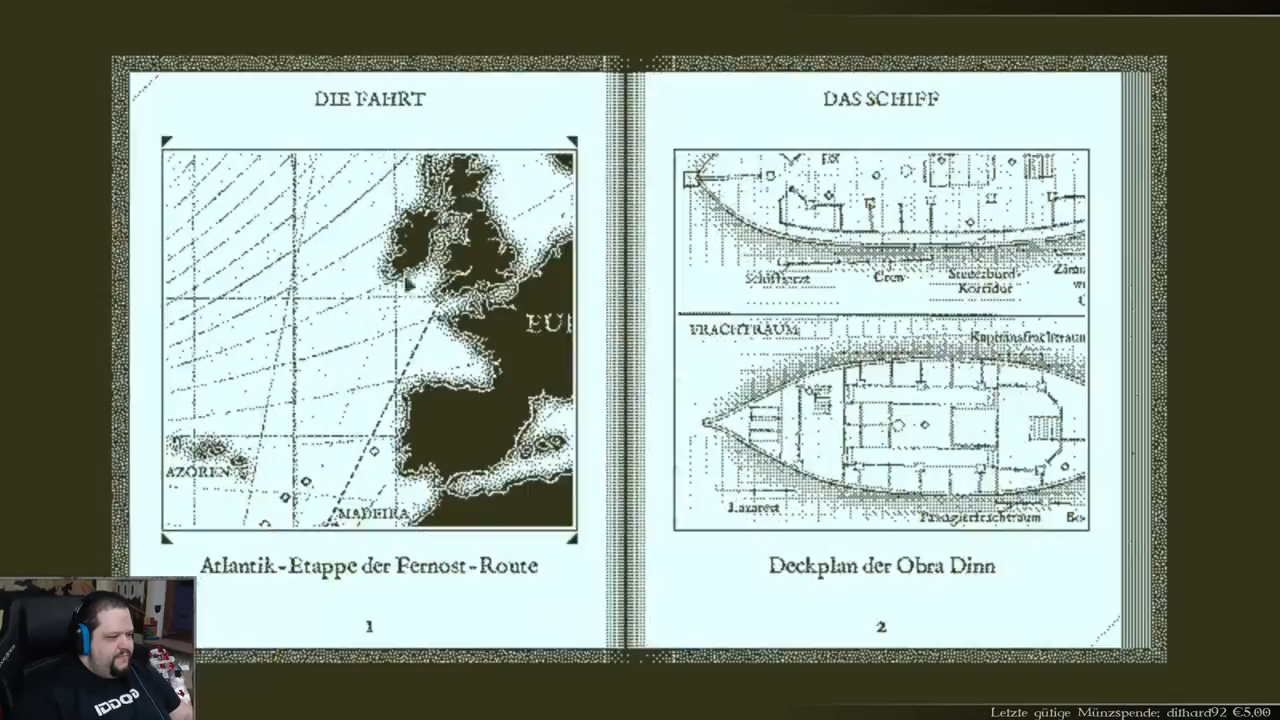 DIE FAHRT
EU
AZOREN
MADEIRA
Atlantik-Etappe der Fernost-Route
1
DAS SCHIFF
Schiffsarzt
Crew
Steuerbord
Korridor
FRACHTRAUM
Kapitänsfrachtraum
Lazarett
Passagierfrachtraum
Deckplan der Obra Dinn
2
Letzte gütige Münzspende: dithard92 €5,00